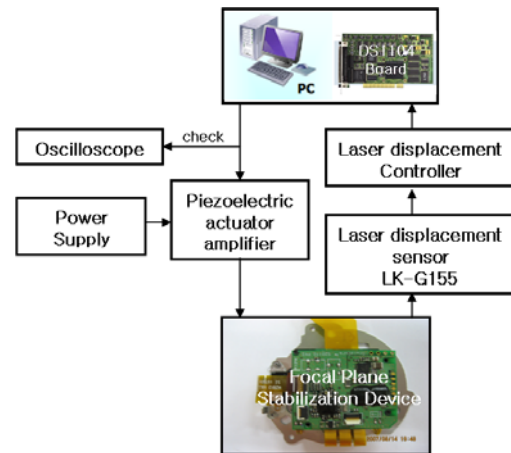 PC
DS1104
Board
check
Oscilloscope
Laser displacement
Controller
Power
Supply
Piezoelectric
actuator
amplifier
Laser displacement
sensor
LK-G155
Focal Plane
Stabilization Device